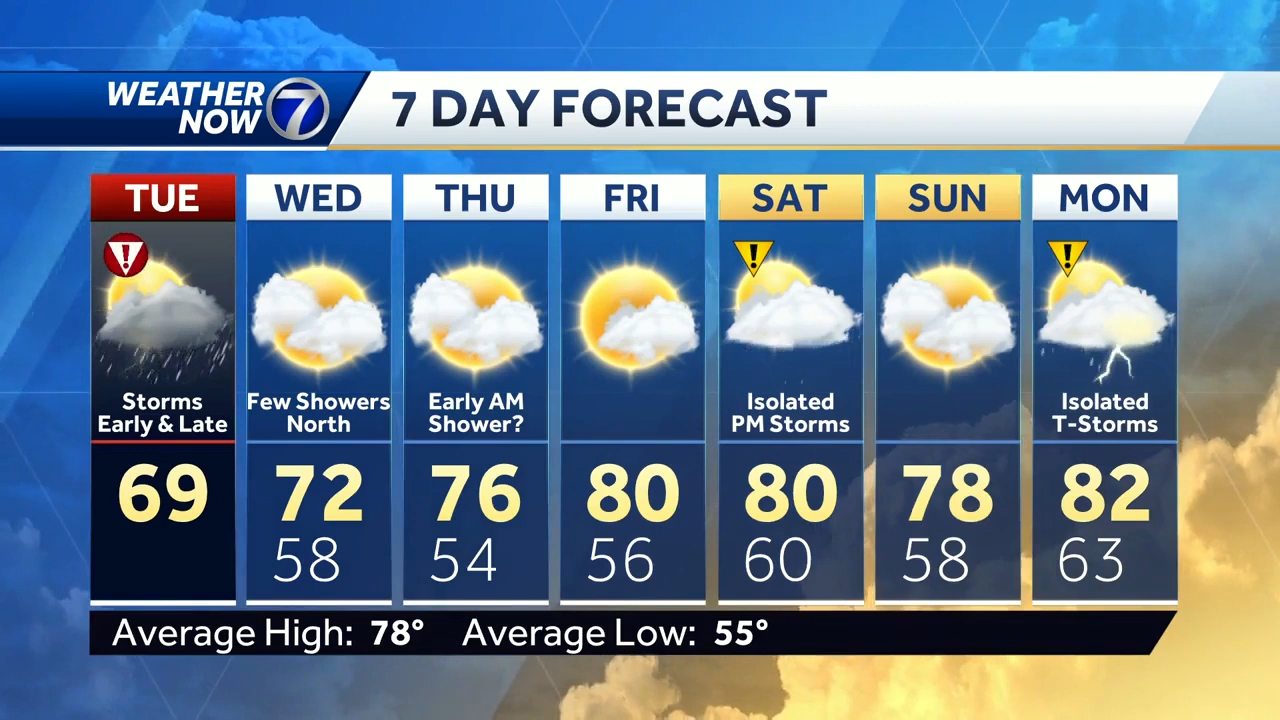 WEATHER
NOW 7
7 DAY FORECAST
TUE WED THU FRI SAT SUN MON
!
!
!
Storms
Early & Late
Few Showers
North
Early AM
Shower?
Isolated
PM Storms
Isolated
T-Storms
69 72 76 80 80 78 82
58 54 56 60 58 63
Average High: 78° Average Low: 55°